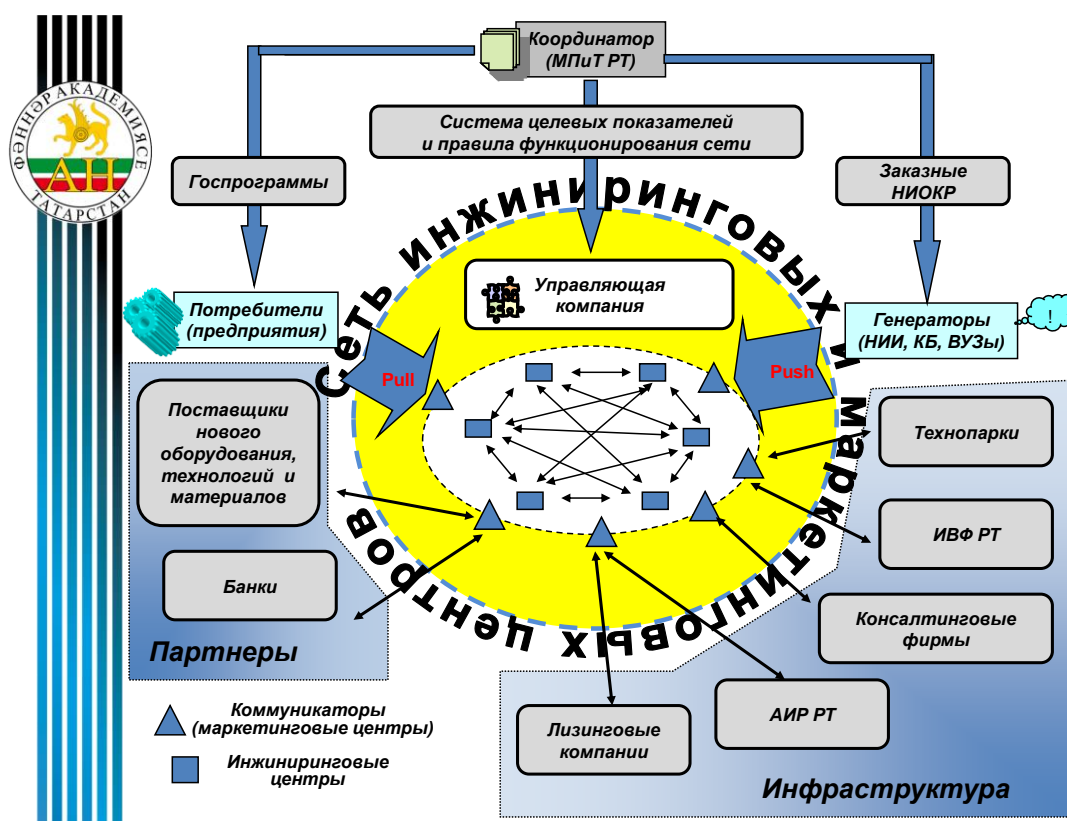 Координатор
(МПиТ РТ)
ФӘННӘР АКАДЕМИЯСЕ
АН
ТАТАРСТАН
Система целевых показателей
и правила функционирования сети
Госпрограммы
Заказные
НИОКР
Сеть инжиниринговых и маркетинговых центров
Управляющая
компания
Потребители
(предприятия)
Генераторы
(НИИ, КБ, ВУЗы)
!
Pull
Push
Поставщики
нового
оборудования,
технологий и
материалов
Технопарки
ИВФ РТ
Банки
Консалтинговые
фирмы
Партнеры
АИР РТ
Лизинговые
компании
Коммуникаторы
(маркетинговые центры)
Инжиниринговые
центры
Инфраструктура